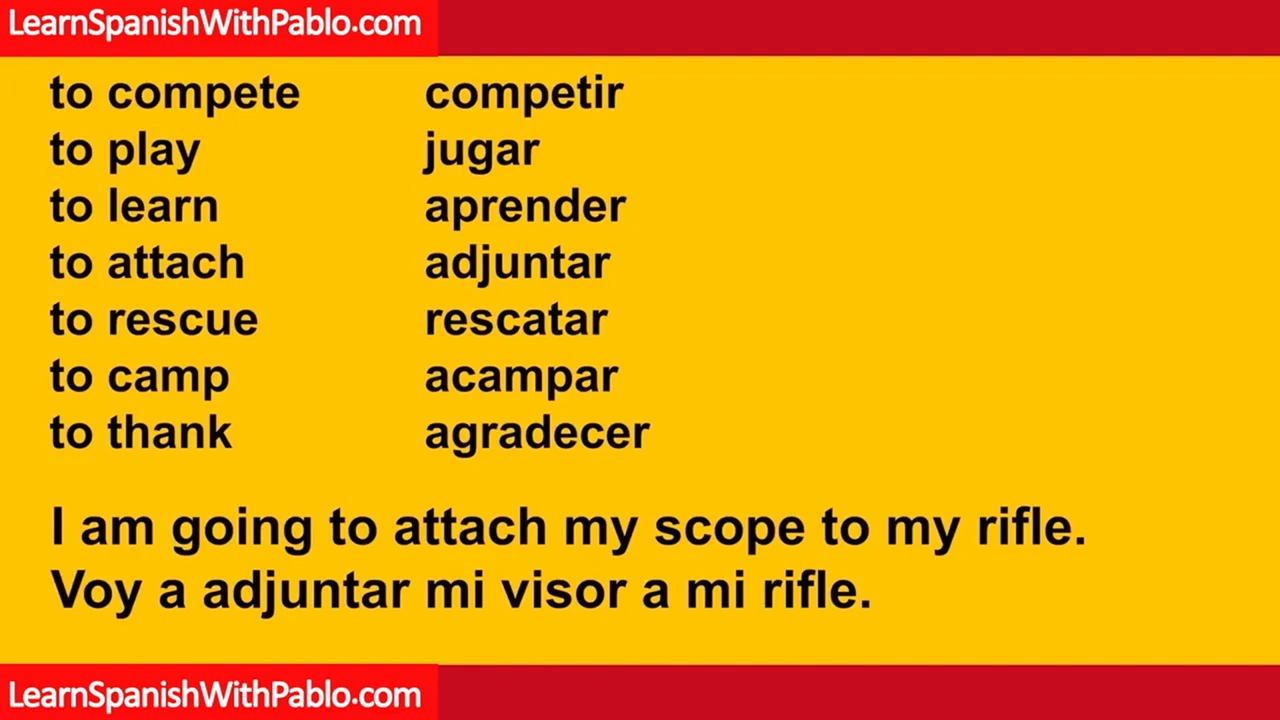 LearnSpanishWithPablo.com
to compete competir
to play jugar
to learn aprender
to attach adjuntar
to rescue rescatar
to camp acampar
to thank agradecer
I am going to attach my scope to my rifle.
Voy a adjuntar mi visor a mi rifle.
LearnSpanishWithPablo.com